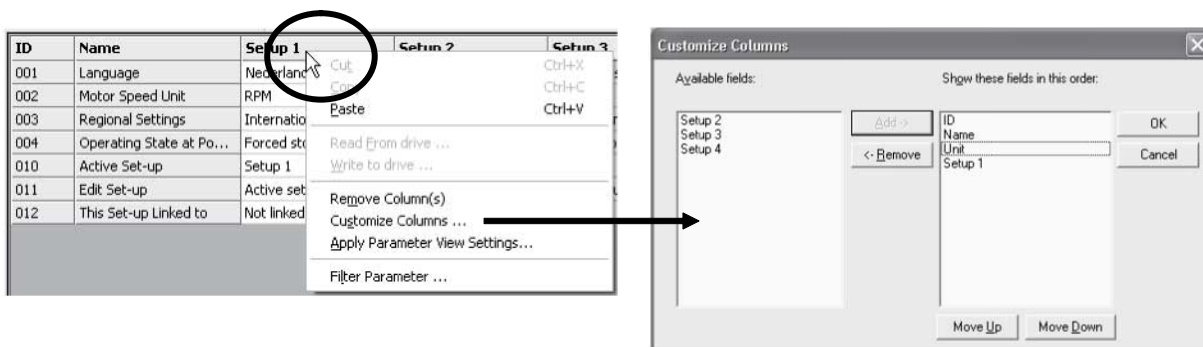 ID Name Setup 1 Setup 2 Setup 3
001 Language Nederlan
002 Motor Speed Unit RPM
003 Regional Settings Internatio
004 Operating State at Po... Forced sto
010 Active Set-up Setup 1
011 Edit Set-up Active set
012 This Set-up Linked to Not linked
Cut Ctrl+X
Copy Ctrl+C
Paste Ctrl+V
Read From drive ...
Write to drive ...
Remove Column(s)
Customize Columns ...
Apply Parameter View Settings...
Filter Parameter ...
Customize Columns
Available fields:
Setup 2
Setup 3
Setup 4
Add ->
<- Remove
Show these fields in this order:
ID
Name
Unit
Setup 1
OK
Cancel
Move Up
Move Down